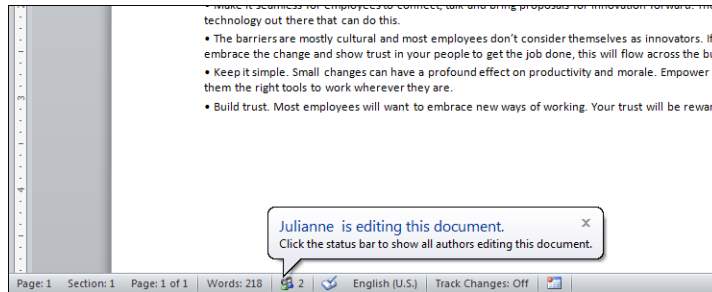 • Make it seamless for employees to connect, talk and bring proposals for innovation forward.
technology out there that can do this.
• The barriers are mostly cultural and most employees don't consider themselves as innovators. If
embrace the change and show trust in your people to get the job done, this will flow across the bu
• Keep it simple. Small changes can have a profound effect on productivity and morale. Empower
them the right tools to work wherever they are.
• Build trust. Most employees will want to embrace new ways of working. Your trust will be rewar
3
4
Julianne is editing this document. x
Click the status bar to show all authors editing this document.
Page: 1 Section: 1 Page: 1 of 1 Words: 218 2 English (U.S.) Track Changes: Off